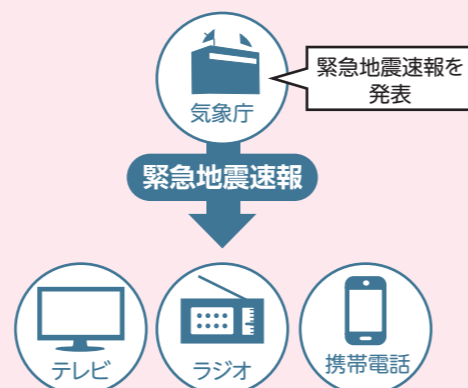 緊急地震速報を
発表
気象庁
緊急地震速報
テレビ
ラジオ
携帯電話